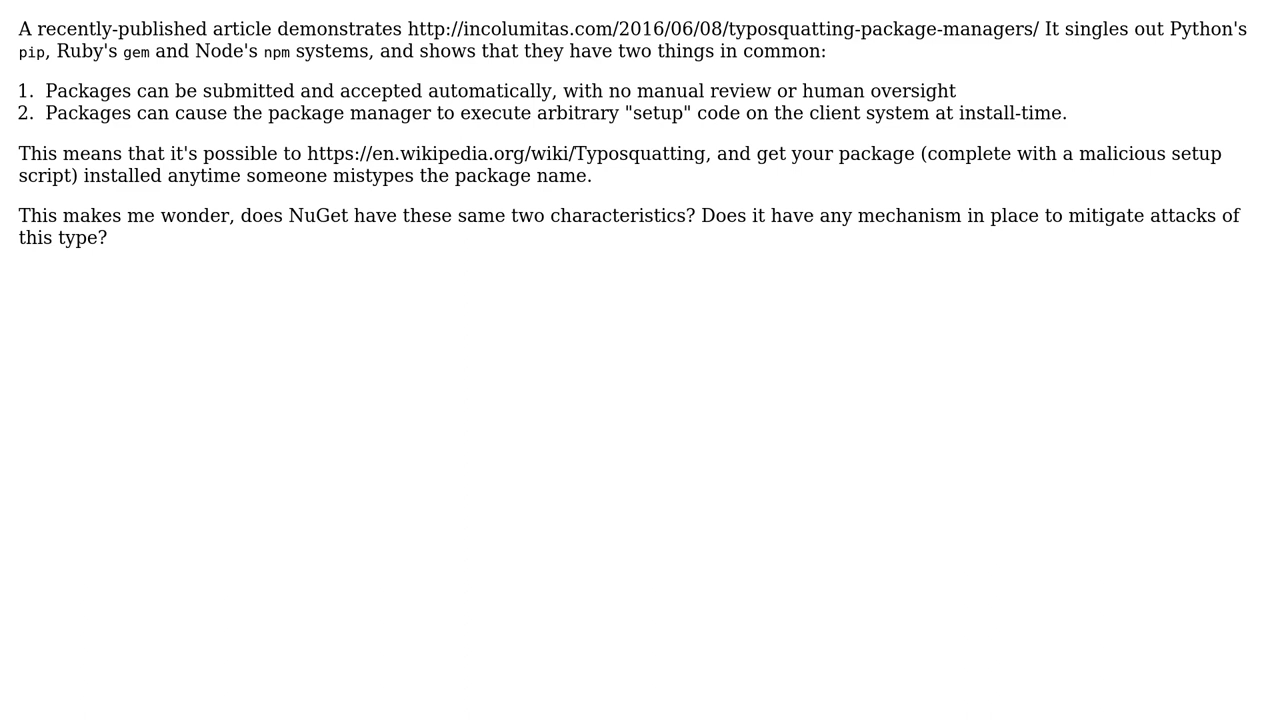 A recently-published article demonstrates http://incolumitas.com/2016/06/08/typosquatting-package-managers/ It singles out Python's
pip, Ruby's gem and Node's npm systems, and shows that they have two things in common:
1. Packages can be submitted and accepted automatically, with no manual review or human oversight
2. Packages can cause the package manager to execute arbitrary "setup" code on the client system at install-time.
This means that it's possible to https://en.wikipedia.org/wiki/Typosquatting, and get your package (complete with a malicious setup
script) installed anytime someone mistypes the package name.
This makes me wonder, does NuGet have these same two characteristics? Does it have any mechanism in place to mitigate attacks of
this type?